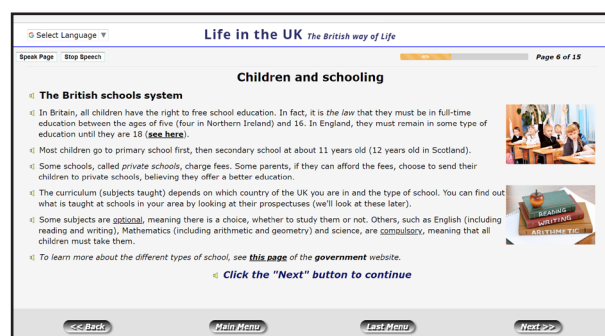 G Select Language ▼
Life in the UK The British way of Life
Speak Page Stop Speech
Page 6 of 15
Children and schooling
The British schools system
In Britain, all children have the right to free school education. In fact, it is the law that they must be in full-time
education between the ages of five (four in Northern Ireland) and 16. In England, they must remain in some type of
education until they are 18 (see here).
Most children go to primary school first, then secondary school at about 11 years old (12 years old in Scotland).
Some schools, called private schools, charge fees. Some parents, if they can afford the fees, choose to send their
children to private schools, believing they offer a better education.
The curriculum (subjects taught) depends on which country of the UK you are in and the type of school. You can find out
what is taught at schools in your area by looking at their prospectuses (we'll look at these later).
Some subjects are optional, meaning there is a choice, whether to study them or not. Others, such as English (including
reading and writing), Mathematics (including arithmetic and geometry) and science, are compulsory, meaning that all
children must take them.
READING
WRITING
ARITHMETIC
To learn more about the different types of school, see this page of the government website.
Click the "Next" button to continue
<< Back Main Menu Last Menu Next >>